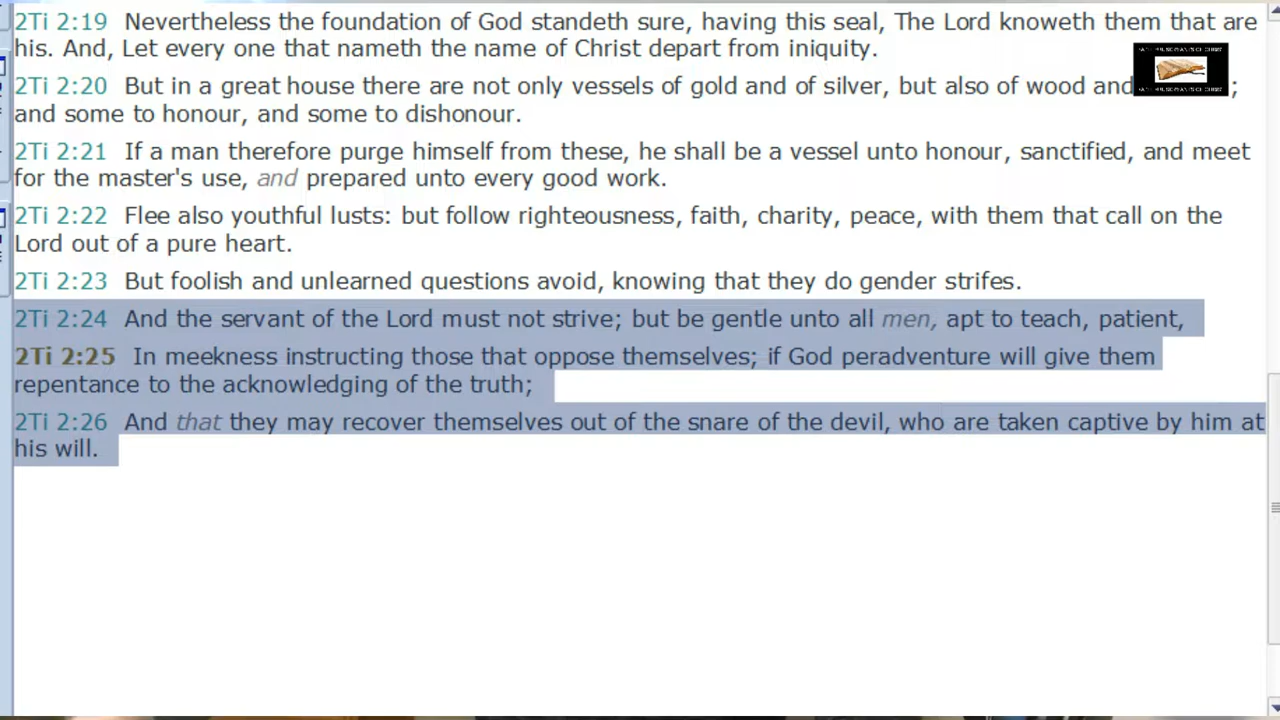 2Ti 2:19 Nevertheless the foundation of God standeth sure, having this seal, The Lord knoweth them that are
his. And, Let every one that nameth the name of Christ depart from iniquity.
2Ti 2:20 But in a great house there are not only vessels of gold and of silver, but also of wood and ;
and some to honour, and some to dishonour.
2Ti 2:21 If a man therefore purge himself from these, he shall be a vessel unto honour, sanctified, and meet
for the master's use, and prepared unto every good work.
2Ti 2:22 Flee also youthful lusts: but follow righteousness, faith, charity, peace, with them that call on the
Lord out of a pure heart.
2Ti 2:23 But foolish and unlearned questions avoid, knowing that they do gender strifes.
2Ti 2:24 And the servant of the Lord must not strive; but be gentle unto all men, apt to teach, patient,
2Ti 2:25 In meekness instructing those that oppose themselves; if God peradventure will give them
repentance to the acknowledging of the truth;
2Ti 2:26 And that they may recover themselves out of the snare of the devil, who are taken captive by him at
his will.